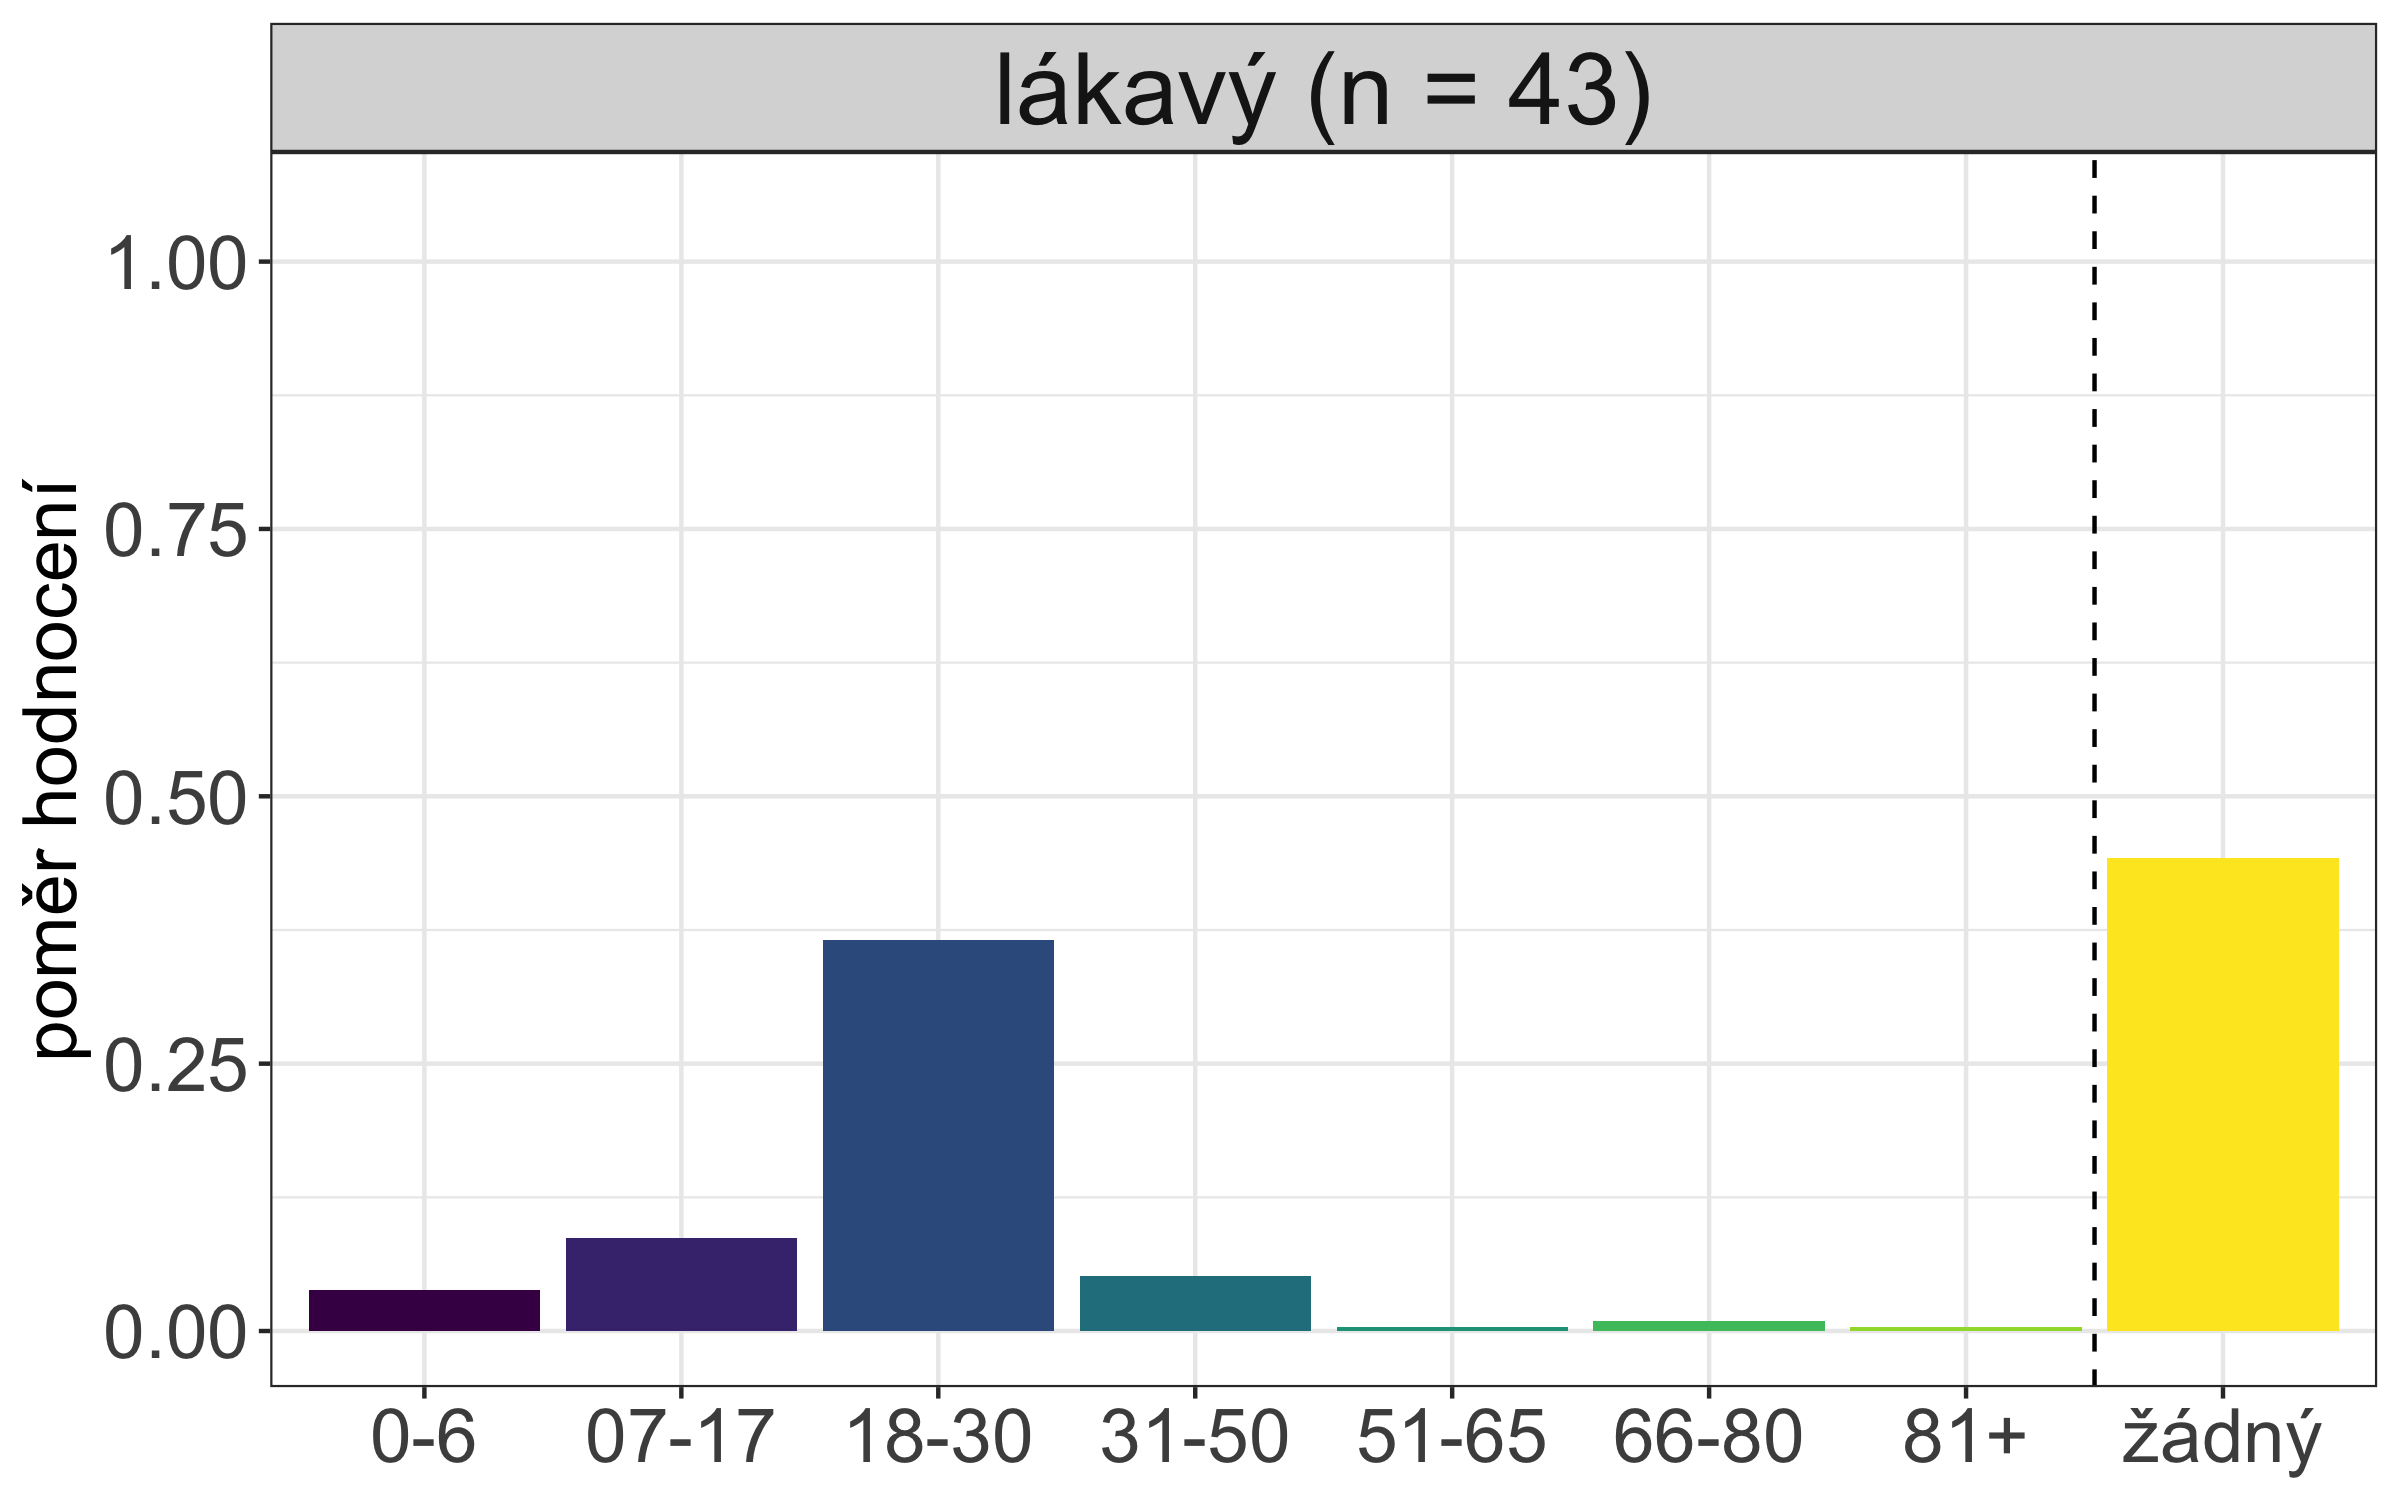 lákavý (n = 43)
poměr hodnocení
1.00
0.75
0.50
0.25
0.00
0-6 07-17 18-30 31-50 51-65 66-80 81+ žádný